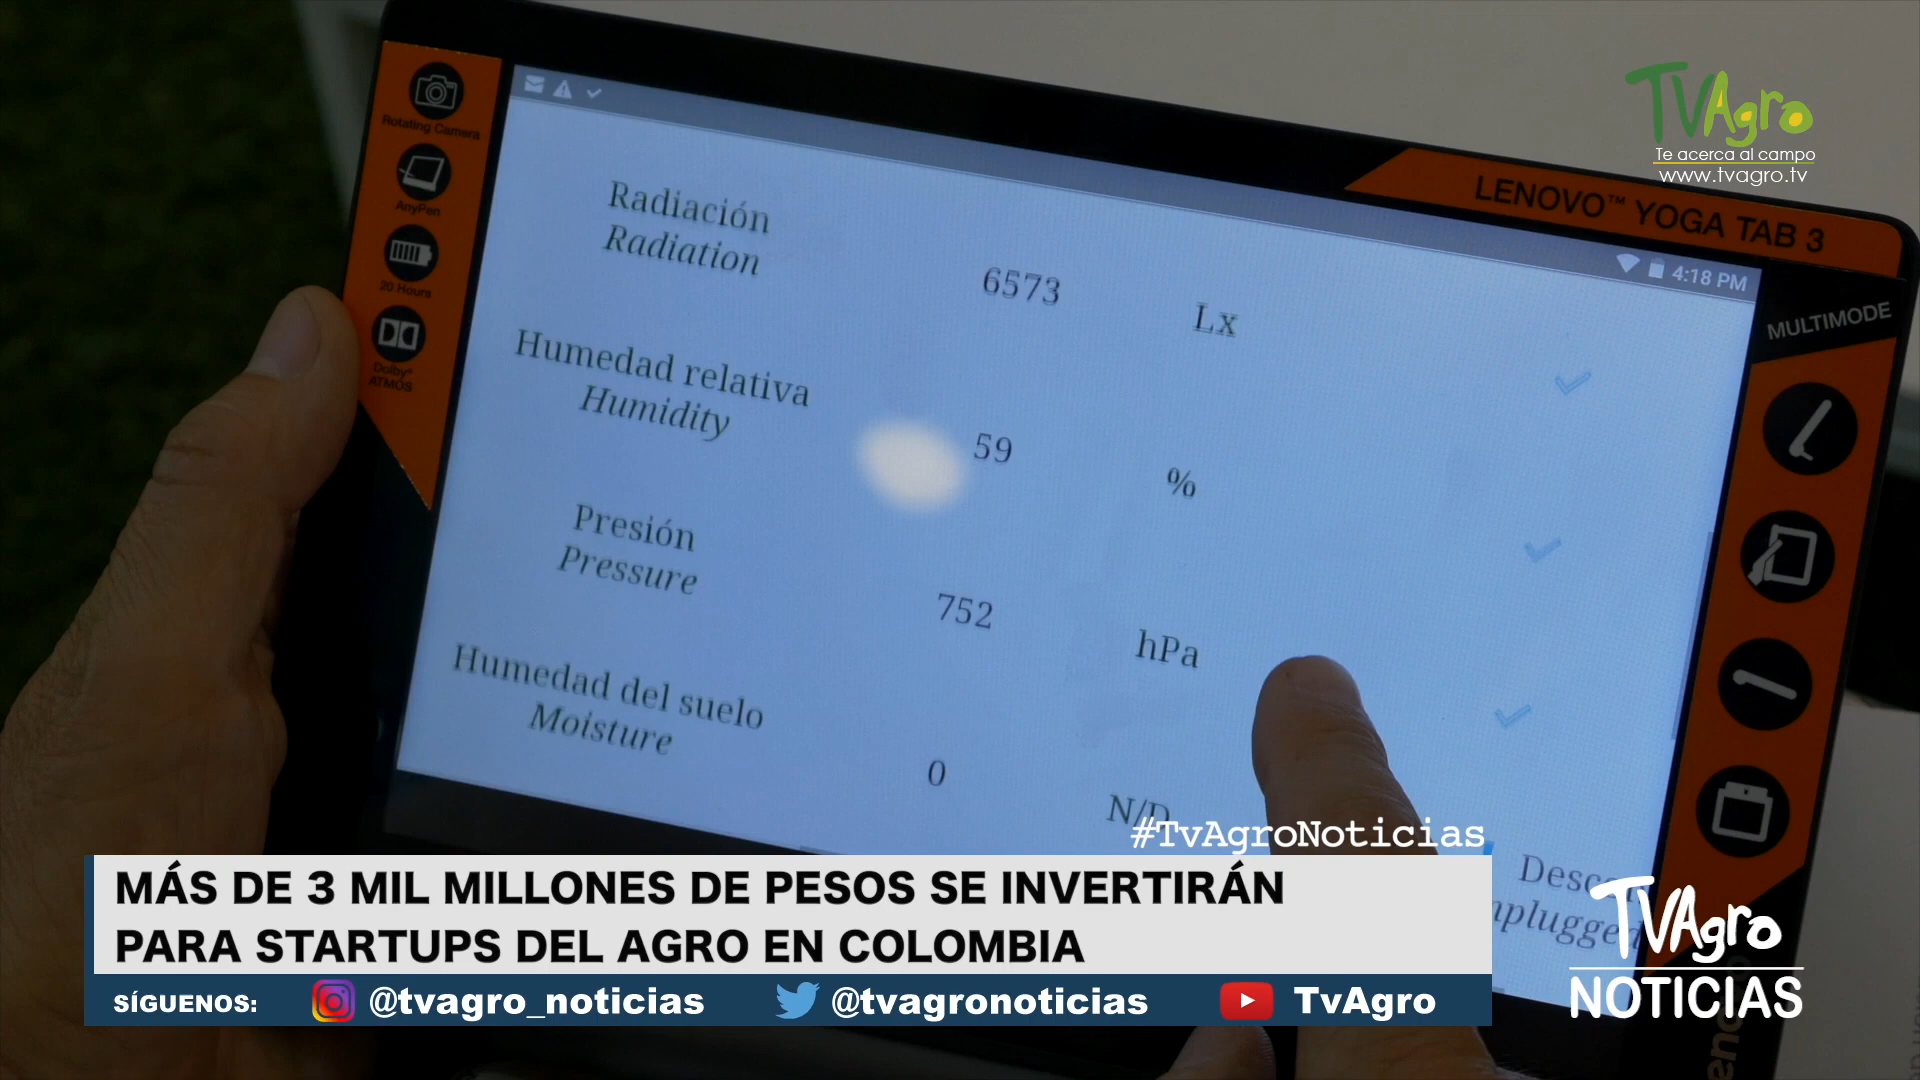 TVAgro
Te acerca al campo
www.tvagro.tv
LENOVO™ YOGA TAB 3
Rotating Camera
AnyPen
20 Hours
Dolby®
ATMOS
MULTIMODE
4:18 PM
Radiación
Radiation
6573
Lx
Humedad relativa
Humidity
59
%
Presión
Pressure
752
hPa
Humedad del suelo
Moisture
0
N/D
#TvAgroNoticias
MÁS DE 3 MIL MILLONES DE PESOS SE INVERTIRÁN
PARA STARTUPS DEL AGRO EN COLOMBIA
SÍGUENOS: @tvagro_noticias @tvagronoticias TvAgro
TVAgro
NOTICIAS